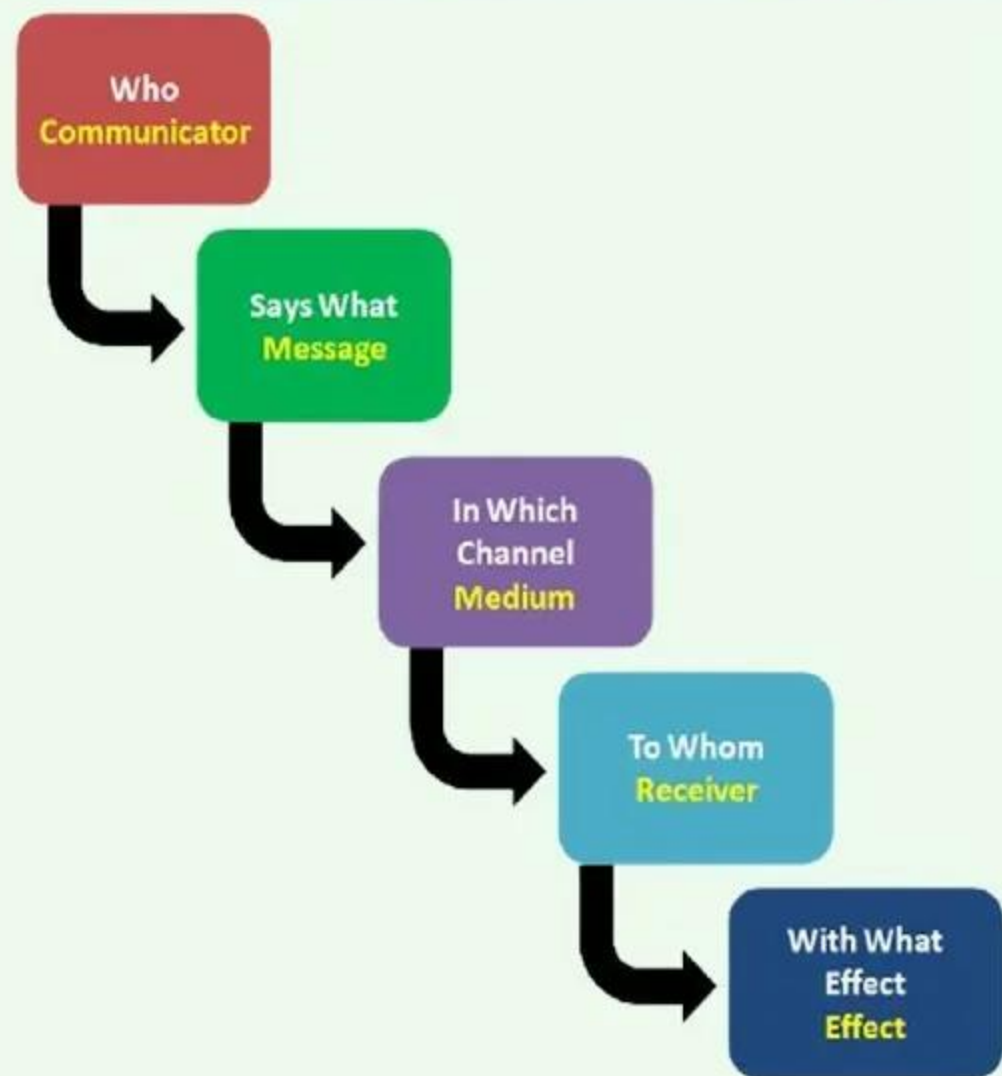 Who
Communicator
Says What
Message
In Which
Channel
Medium
To Whom
Receiver
With What
Effect
Effect